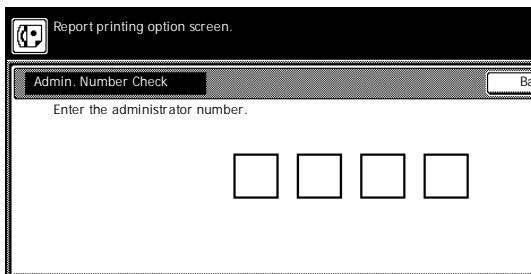 Report printing option screen.
Admin. Number Check
Enter the administrator number.